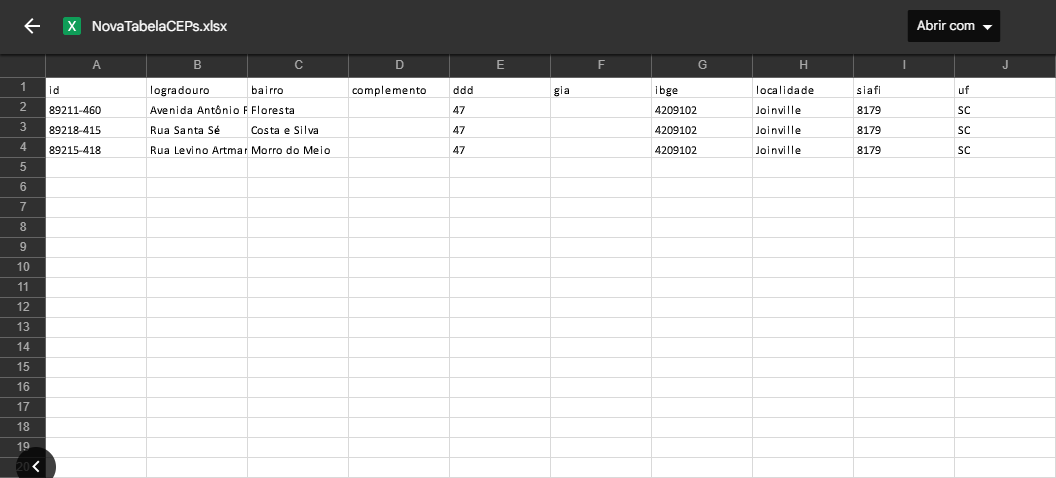 X NovaTabelaCEPs.xlsx Abrir com
A B C D E F G H I J
1 id logradouro bairro complemento ddd gia ibge localidade siafi uf
2 89211-460 Avenida Antônio Floresta 47 4209102 Joinville 8179 SC
3 89218-415 Rua Santa Sé Costa e Silva 47 4209102 Joinville 8179 SC
4 89215-418 Rua Levino Artmar Morro do Meio 47 4209102 Joinville 8179 SC
5
6
7
8
9
10
11
12
13
14
15
16
17
18
19
20